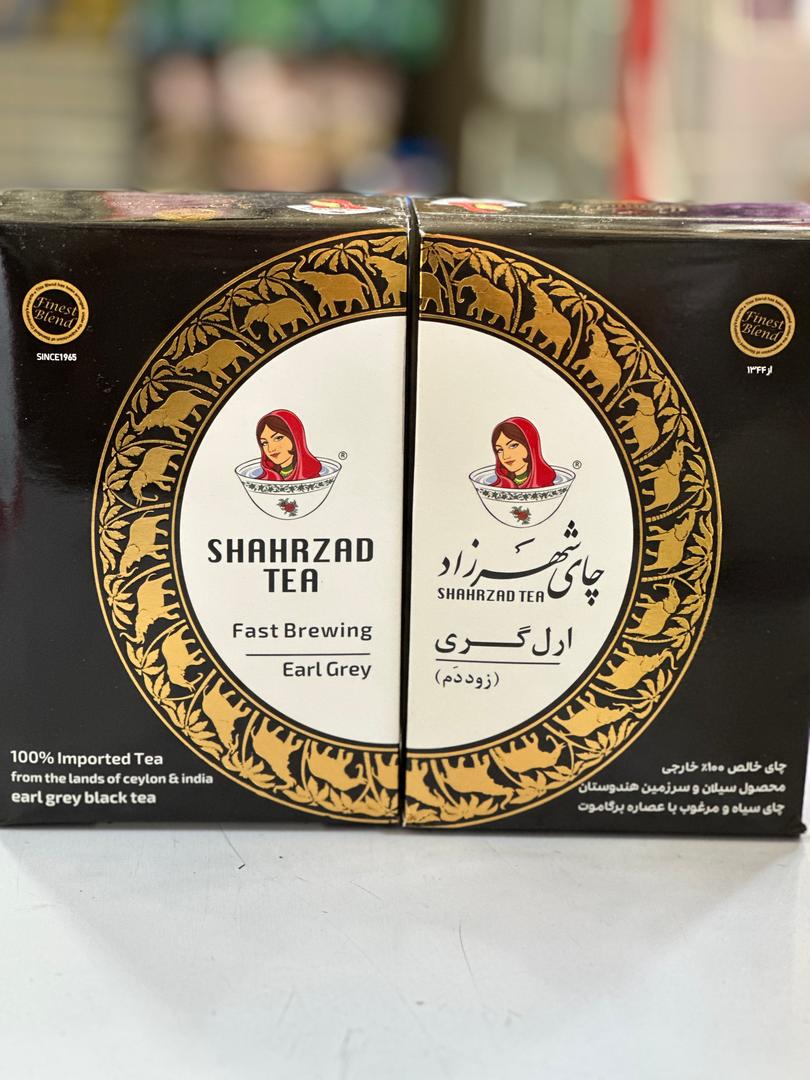 Finest
Blend
SINCE1965
®
SHAHRZAD
TEA
Fast Brewing
Earl Grey
100% Imported Tea
from the lands of ceylon & india
earl grey black tea
Finest
Blend
از ۱۳۴۴
®
چای شهرزاد
SHAHRZAD TEA
ارل گری
(زوددَم)
چای خالص ۱۰۰٪ خارجی
محصول سیلان و سرزمین هندوستان
چای سیاه و مرغوب با عصاره برگاموت